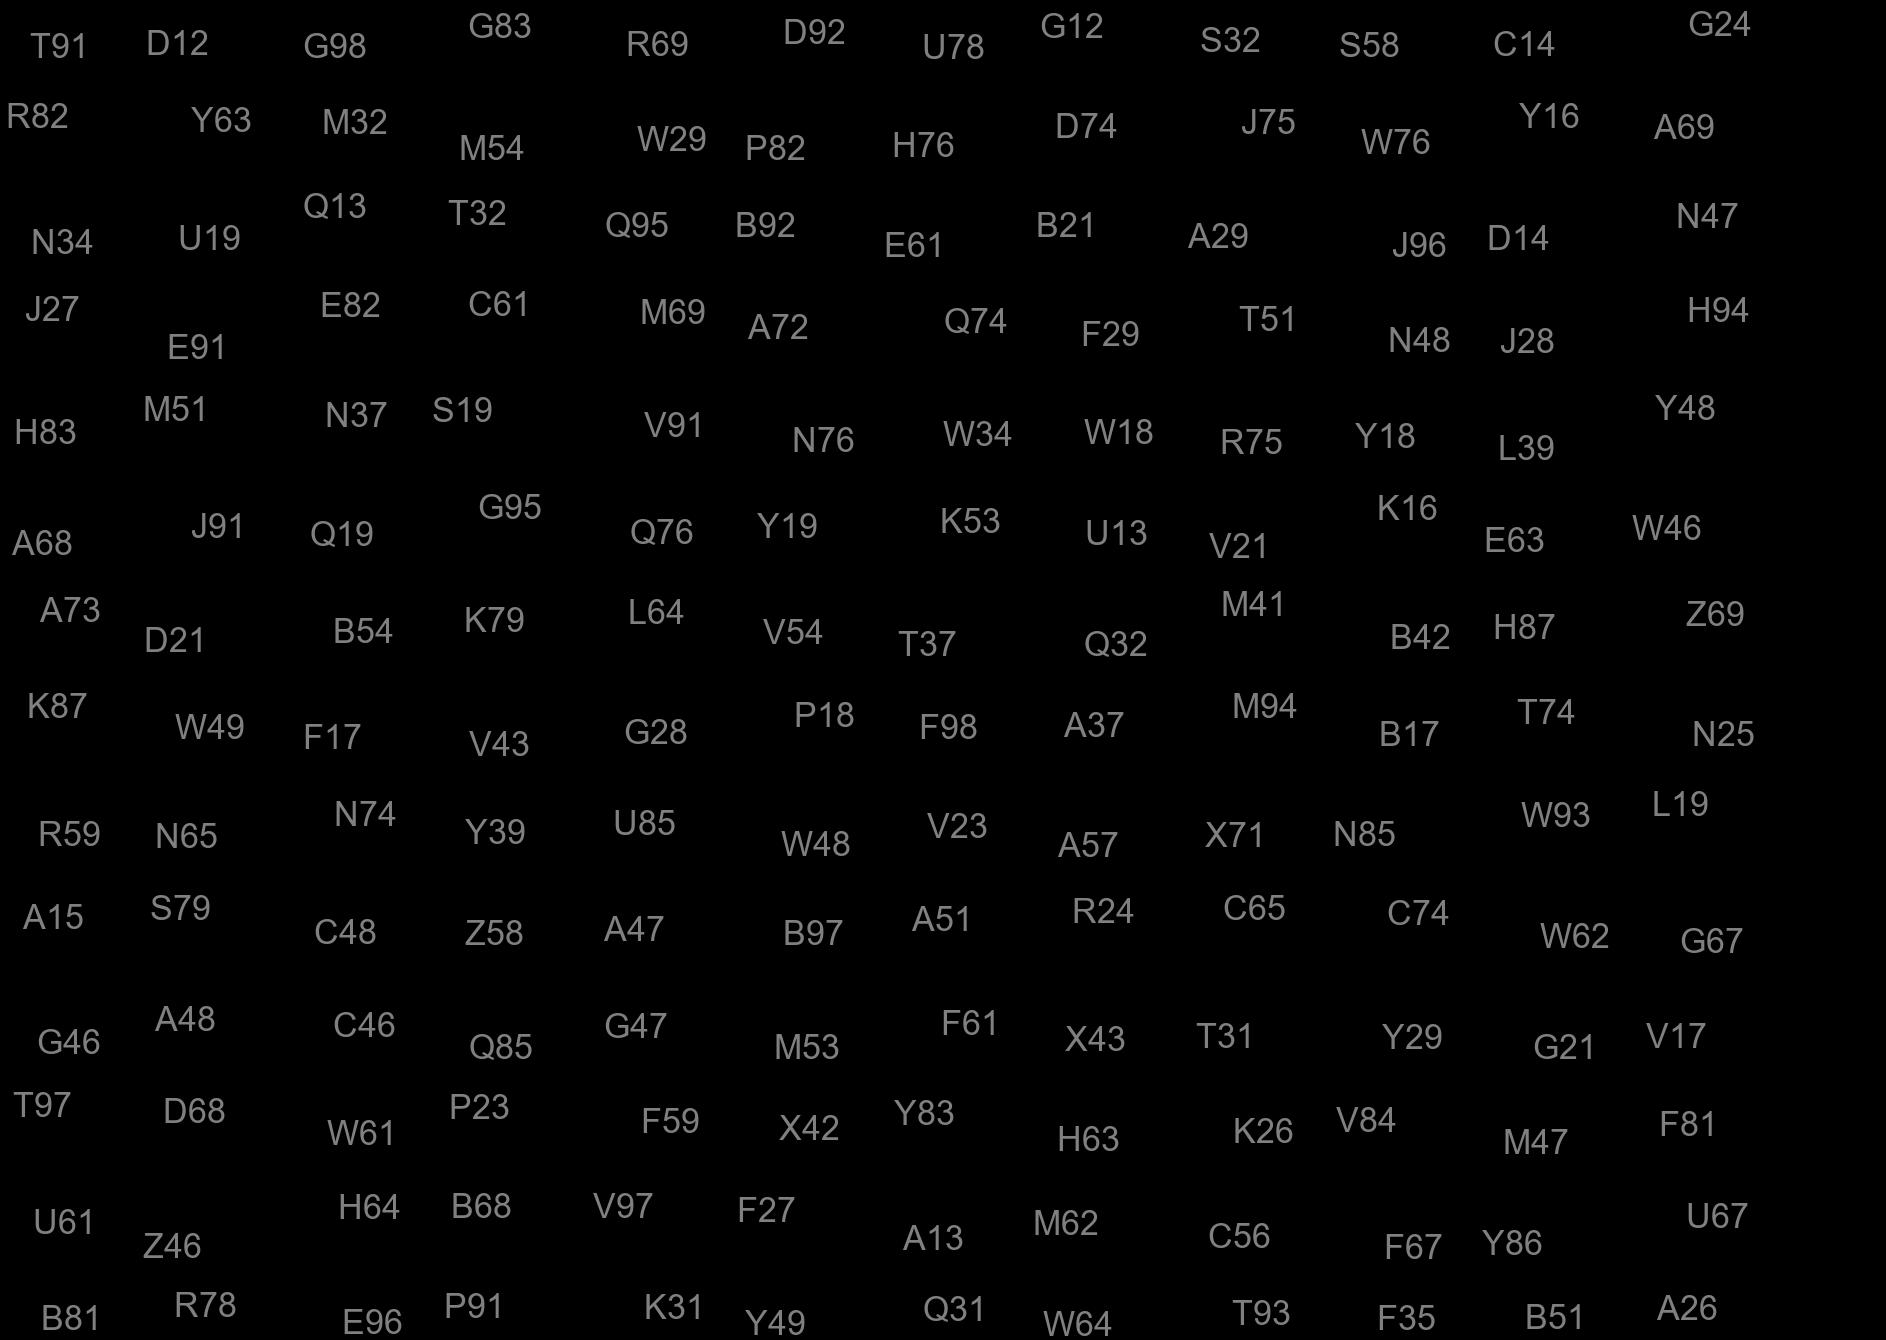 T91 D12 G98 G83 R69 D92 U78 G12 S32 S58 C14 G24
R82 Y63 M32 M54 W29 P82 H76 D74 J75 W76 Y16 A69
N34 U19 Q13 T32 Q95 B92 E61 B21 A29 J96 D14 N47
J27 E91 E82 C61 M69 A72 Q74 F29 T51 N48 J28 H94
H83 M51 N37 S19 V91 N76 W34 W18 R75 Y18 L39 Y48
A68 J91 Q19 G95 Q76 Y19 K53 U13 V21 K16 E63 W46
A73 D21 B54 K79 L64 V54 T37 Q32 M41 B42 H87 Z69
K87 W49 F17 V43 G28 P18 F98 A37 M94 B17 T74 N25
R59 N65 N74 Y39 U85 W48 V23 A57 X71 N85 W93 L19
A15 S79 C48 Z58 A47 B97 A51 R24 C65 C74 W62 G67
G46 A48 C46 Q85 G47 M53 F61 X43 T31 Y29 G21 V17
T97 D68 W61 P23 F59 X42 Y83 H63 K26 V84 M47 F81
U61 Z46 H64 B68 V97 F27 A13 M62 C56 F67 Y86 U67
B81 R78 E96 P91 K31 Y49 Q31 W64 T93 F35 B51 A26